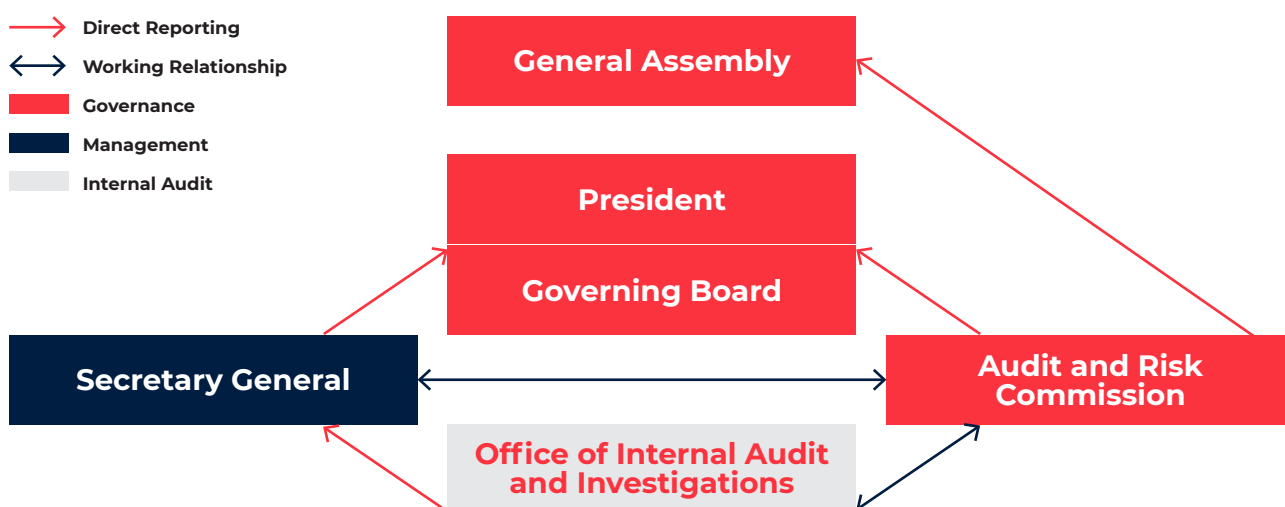 Direct Reporting
Working Relationship
Governance
Management
Internal Audit
General Assembly
President
Governing Board
Secretary General
Audit and Risk
Commission
Office of Internal Audit
and Investigations